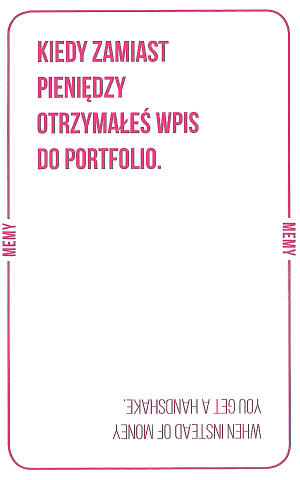 KIEDY ZAMIAST
PIENIĘDZY
OTRZYMAŁEŚ WPIS
DO PORTFOLIO.
MEMY
MEMY
WHEN INSTEAD OF MONEY
YOU GET A HANDSHAKE.